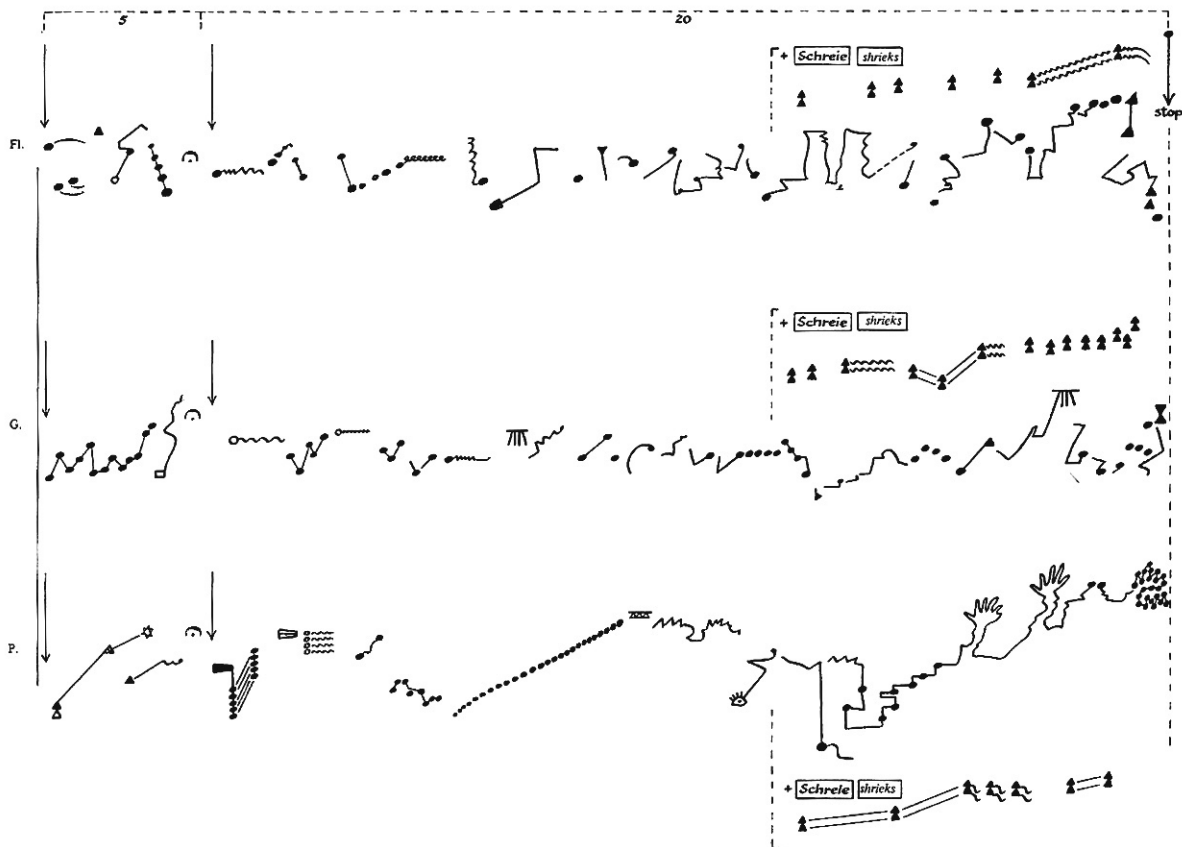 5 20
+ Schreie shrieks
stop
Fl.
+ Schreie shrieks
G.
P.
+ Schreie shrieks